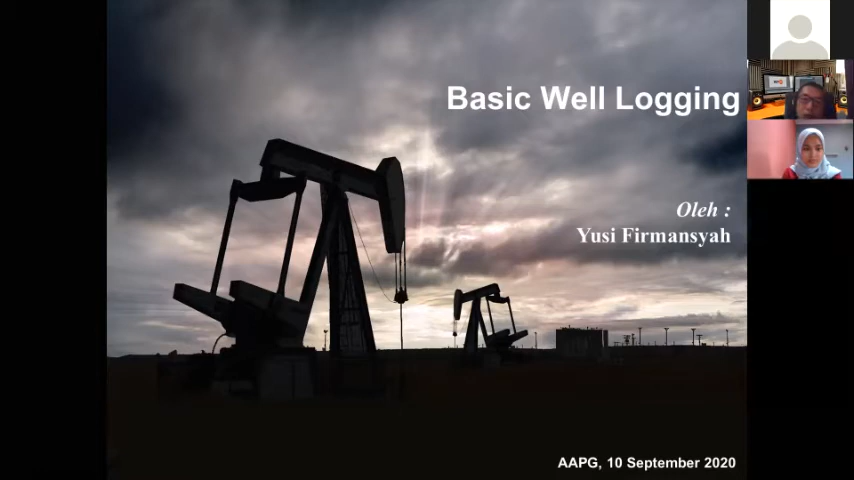 Basic Well Logging
Oleh :
Yusi Firmansyah
AAPG, 10 September 2020